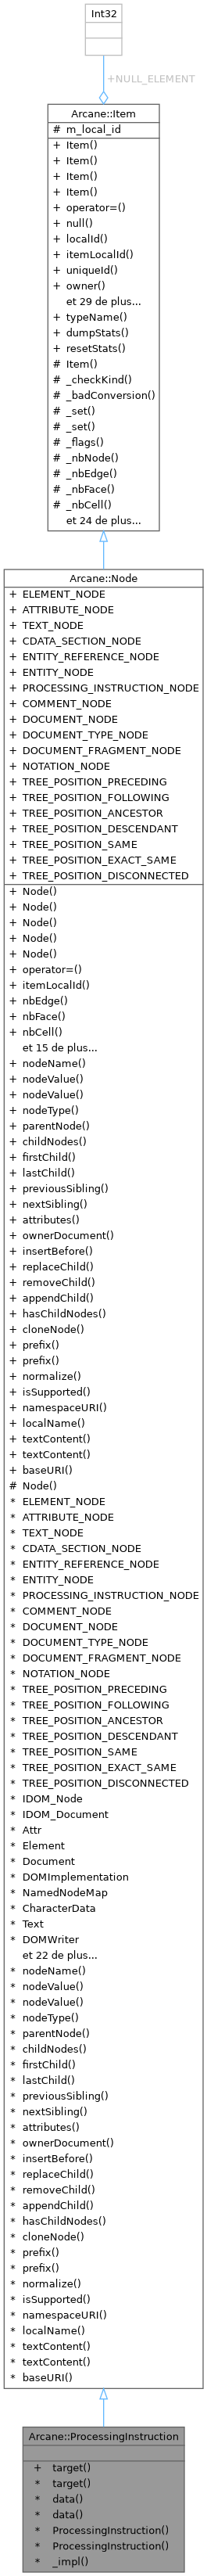 Int32
+NULL_ELEMENT
Arcane::Item
# m_local_id
+ Item()
+ Item()
+ Item()
+ Item()
+ operator=()
+ null()
+ localId()
+ itemLocalId()
+ uniqueId()
+ owner()
et 29 de plus...
+ typeName()
+ dumpStats()
+ resetStats()
# Item()
# _checkKind()
# _badConversion()
# _set()
# _set()
# _flags()
# _nbNode()
# _nbEdge()
# _nbFace()
# _nbCell()
et 24 de plus...
Arcane::Node
+ ELEMENT_NODE
+ ATTRIBUTE_NODE
+ TEXT_NODE
+ CDATA_SECTION_NODE
+ ENTITY_REFERENCE_NODE
+ ENTITY_NODE
+ PROCESSING_INSTRUCTION_NODE
+ COMMENT_NODE
+ DOCUMENT_NODE
+ DOCUMENT_TYPE_NODE
+ DOCUMENT_FRAGMENT_NODE
+ NOTATION_NODE
+ TREE_POSITION_PRECEDING
+ TREE_POSITION_FOLLOWING
+ TREE_POSITION_ANCESTOR
+ TREE_POSITION_DESCENDANT
+ TREE_POSITION_SAME
+ TREE_POSITION_EXACT_SAME
+ TREE_POSITION_DISCONNECTED
+ Node()
+ Node()
+ Node()
+ Node()
+ Node()
+ operator=()
+ itemLocalId()
+ nbEdge()
+ nbFace()
+ nbCell()
et 15 de plus...
+ nodeName()
+ nodeValue()
+ nodeValue()
+ nodeType()
+ parentNode()
+ childNodes()
+ firstChild()
+ lastChild()
+ previousSibling()
+ nextSibling()
+ attributes()
+ ownerDocument()
+ insertBefore()
+ replaceChild()
+ removeChild()
+ appendChild()
+ hasChildNodes()
+ cloneNode()
+ prefix()
+ prefix()
+ normalize()
+ isSupported()
+ namespaceURI()
+ localName()
+ textContent()
+ textContent()
+ baseURI()
# Node()
* ELEMENT_NODE
* ATTRIBUTE_NODE
* TEXT_NODE
* CDATA_SECTION_NODE
* ENTITY_REFERENCE_NODE
* ENTITY_NODE
* PROCESSING_INSTRUCTION_NODE
* COMMENT_NODE
* DOCUMENT_NODE
* DOCUMENT_TYPE_NODE
* DOCUMENT_FRAGMENT_NODE
* NOTATION_NODE
* TREE_POSITION_PRECEDING
* TREE_POSITION_FOLLOWING
* TREE_POSITION_ANCESTOR
* TREE_POSITION_DESCENDANT
* TREE_POSITION_SAME
* TREE_POSITION_EXACT_SAME
* TREE_POSITION_DISCONNECTED
* IDOM_Node
* IDOM_Document
* Attr
* Element
* Document
* DOMImplementation
* NamedNodeMap
* CharacterData
* Text
* DOMWriter
et 22 de plus...
* nodeName()
* nodeValue()
* nodeValue()
* nodeType()
* parentNode()
* childNodes()
* firstChild()
* lastChild()
* previousSibling()
* nextSibling()
* attributes()
* ownerDocument()
* insertBefore()
* replaceChild()
* removeChild()
* appendChild()
* hasChildNodes()
* cloneNode()
* prefix()
* prefix()
* normalize()
* isSupported()
* namespaceURI()
* localName()
* textContent()
* textContent()
* baseURI()
Arcane::ProcessingInstruction
+ target()
* target()
* data()
* data()
* ProcessingInstruction()
* ProcessingInstruction()
* _impl()